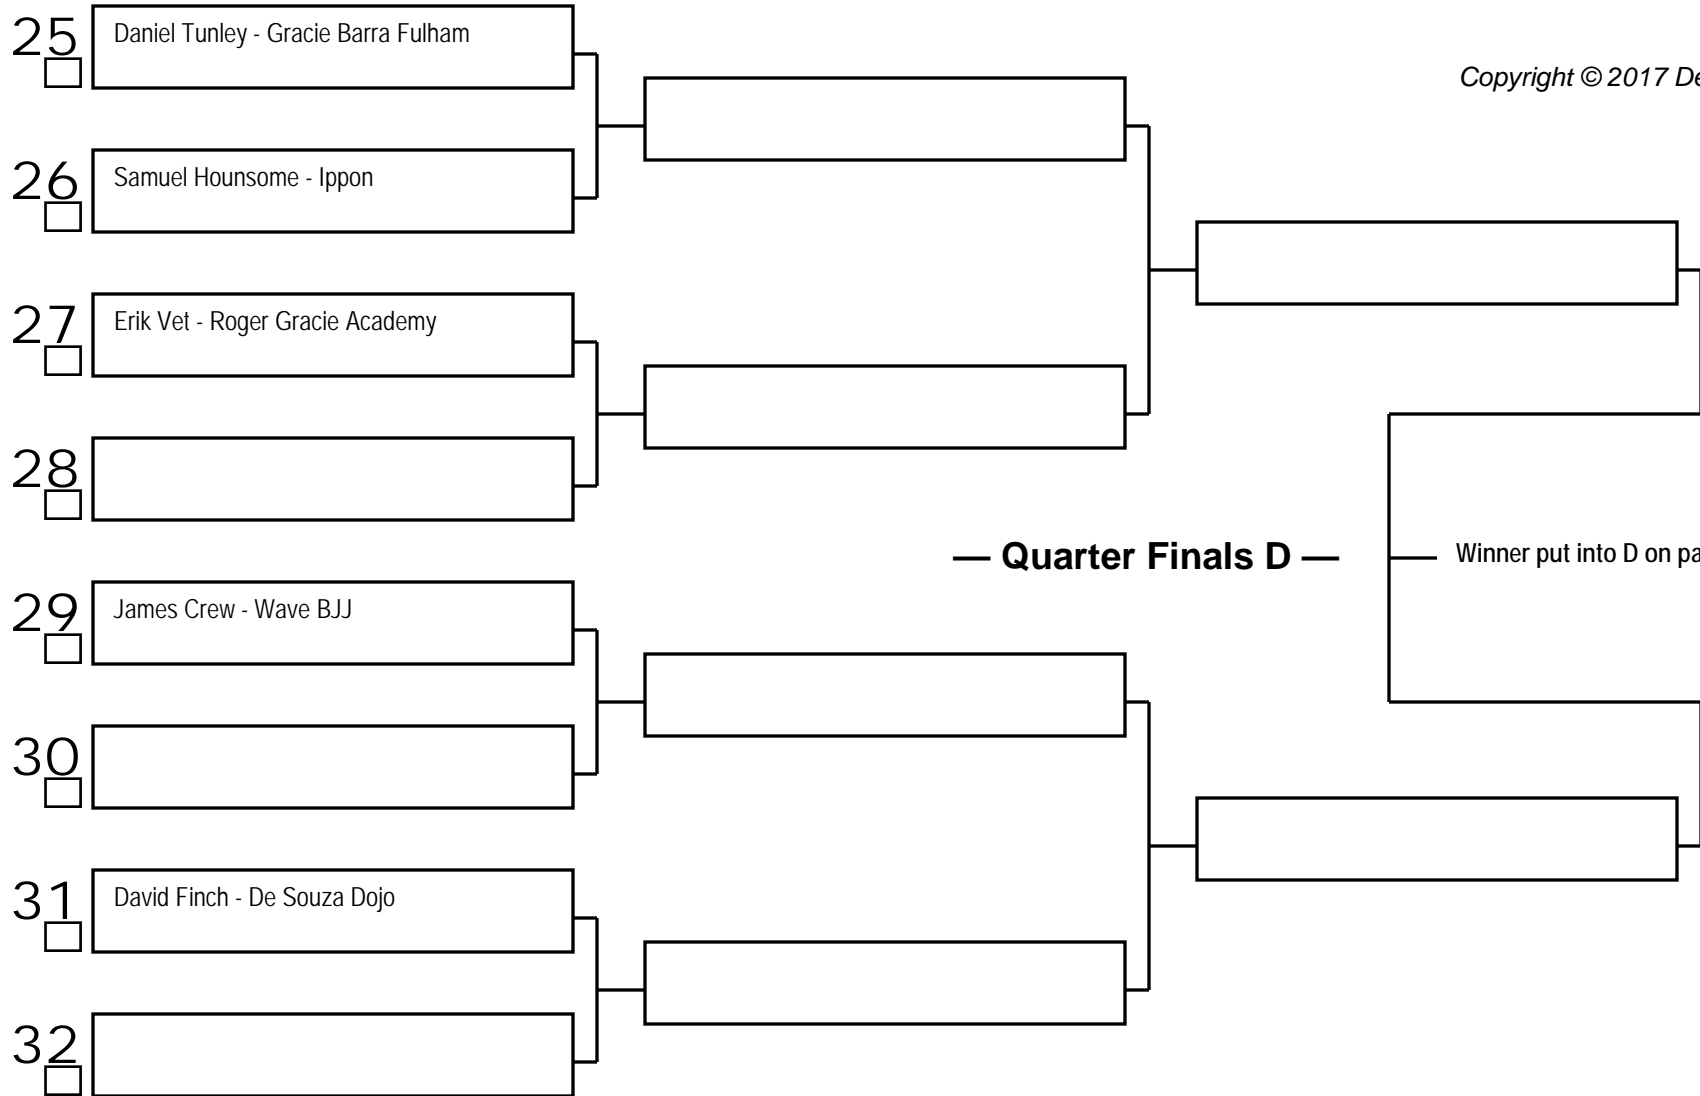 25 Daniel Tunley - Gracie Barra Fulham
Copyright © 2017
26 Samuel Hounsome - Ippon
27 Erik Vet - Roger Gracie Academy
28
— Quarter Finals D —
Winner put into D on
29 James Crew - Wave BJJ
30
31 David Finch - De Souza Dojo
32